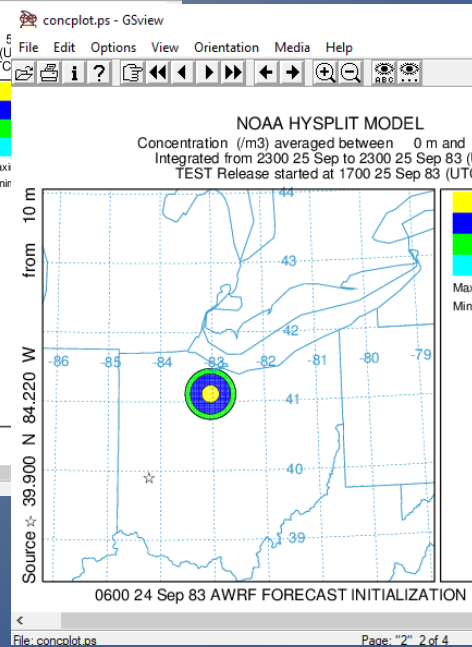 concplot.ps - GSview
File Edit Options View Orientation Media Help
ABC
NOAA HYSPLIT MODEL
Concentration (/m3) averaged between 0 m and
Integrated from 2300 25 Sep to 2300 25 Sep 83 (U
TEST Release started at 1700 25 Sep 83 (UTC
Source ☆ 39.900 N 84.220 W from 10 m
44
43
42
-86 -85 -84 -83 -82 -81 -80 -79
41
40
39
Max
Min
0600 24 Sep 83 AWRF FORECAST INITIALIZATION
File: concplot.ps Page: "2" 2 of 4